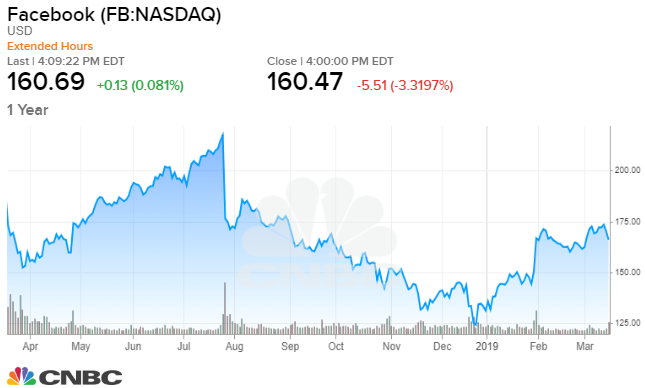 Facebook (FB:NASDAQ)
USD
Extended Hours
Last | 4:09:22 PM EDT Close | 4:00:00 PM EDT
160.69 +0.13 (0.081%) 160.47 -5.51 (-3.3197%)
1 Year
200.00
175.00
150.00
125.00
CNBC
Apr May Jun Jul Aug Sep Oct Nov Dec 2019 Feb Mar
CNBC